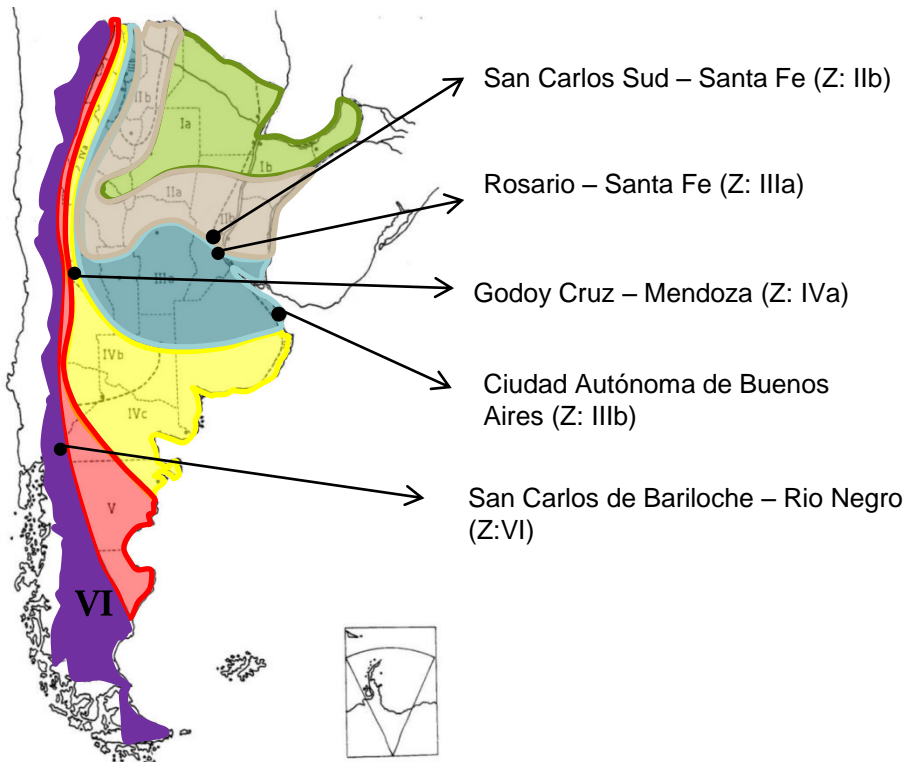 San Carlos Sud – Santa Fe (Z: IIb)
Rosario – Santa Fe (Z: IIIa)
Godoy Cruz – Mendoza (Z: IVa)
Ciudad Autónoma de Buenos
Aires (Z: IIIb)
San Carlos de Bariloche – Rio Negro
(Z:VI)
IIb
Ia
Ib
IVa
IIa
IIb
IIIa
IVb
IVc
V
VI